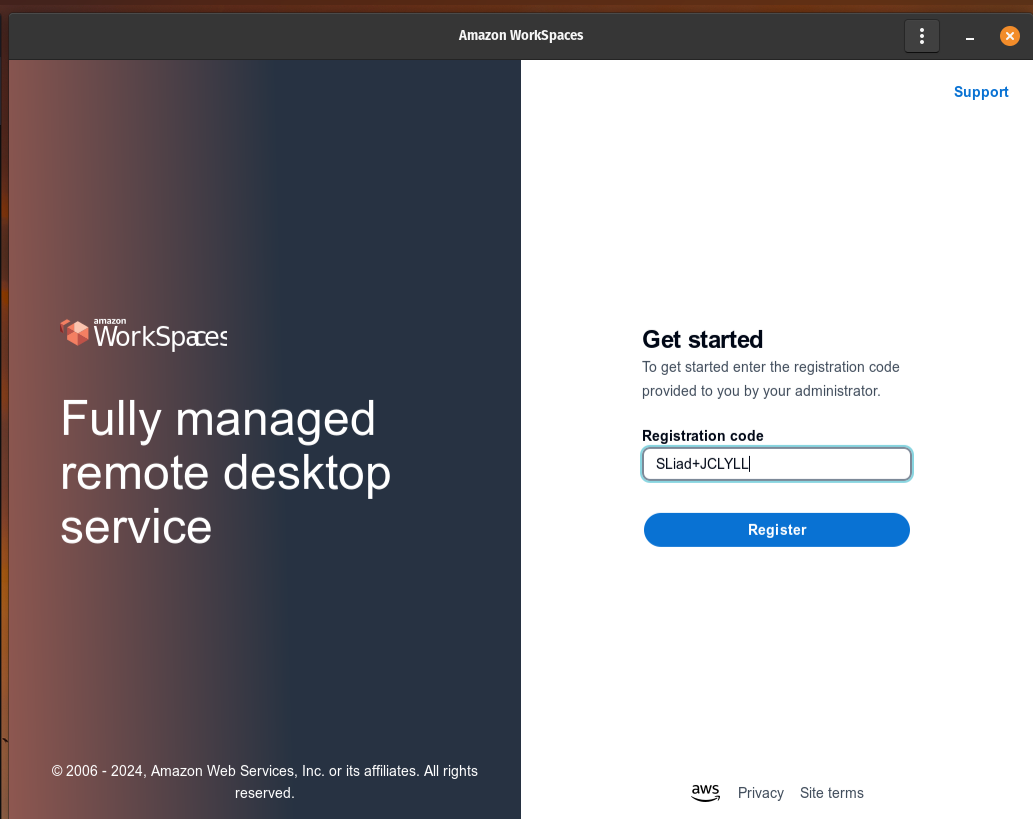 Amazon WorkSpaces
Support
amazon
WorkSpaces
Fully managed
remote desktop
service
Get started
To get started enter the registration code
provided to you by your administrator.
Registration code
SLiad+JCLYLL
Register
© 2006 - 2024, Amazon Web Services, Inc. or its affiliates. All rights
reserved.
aws
Privacy
Site terms